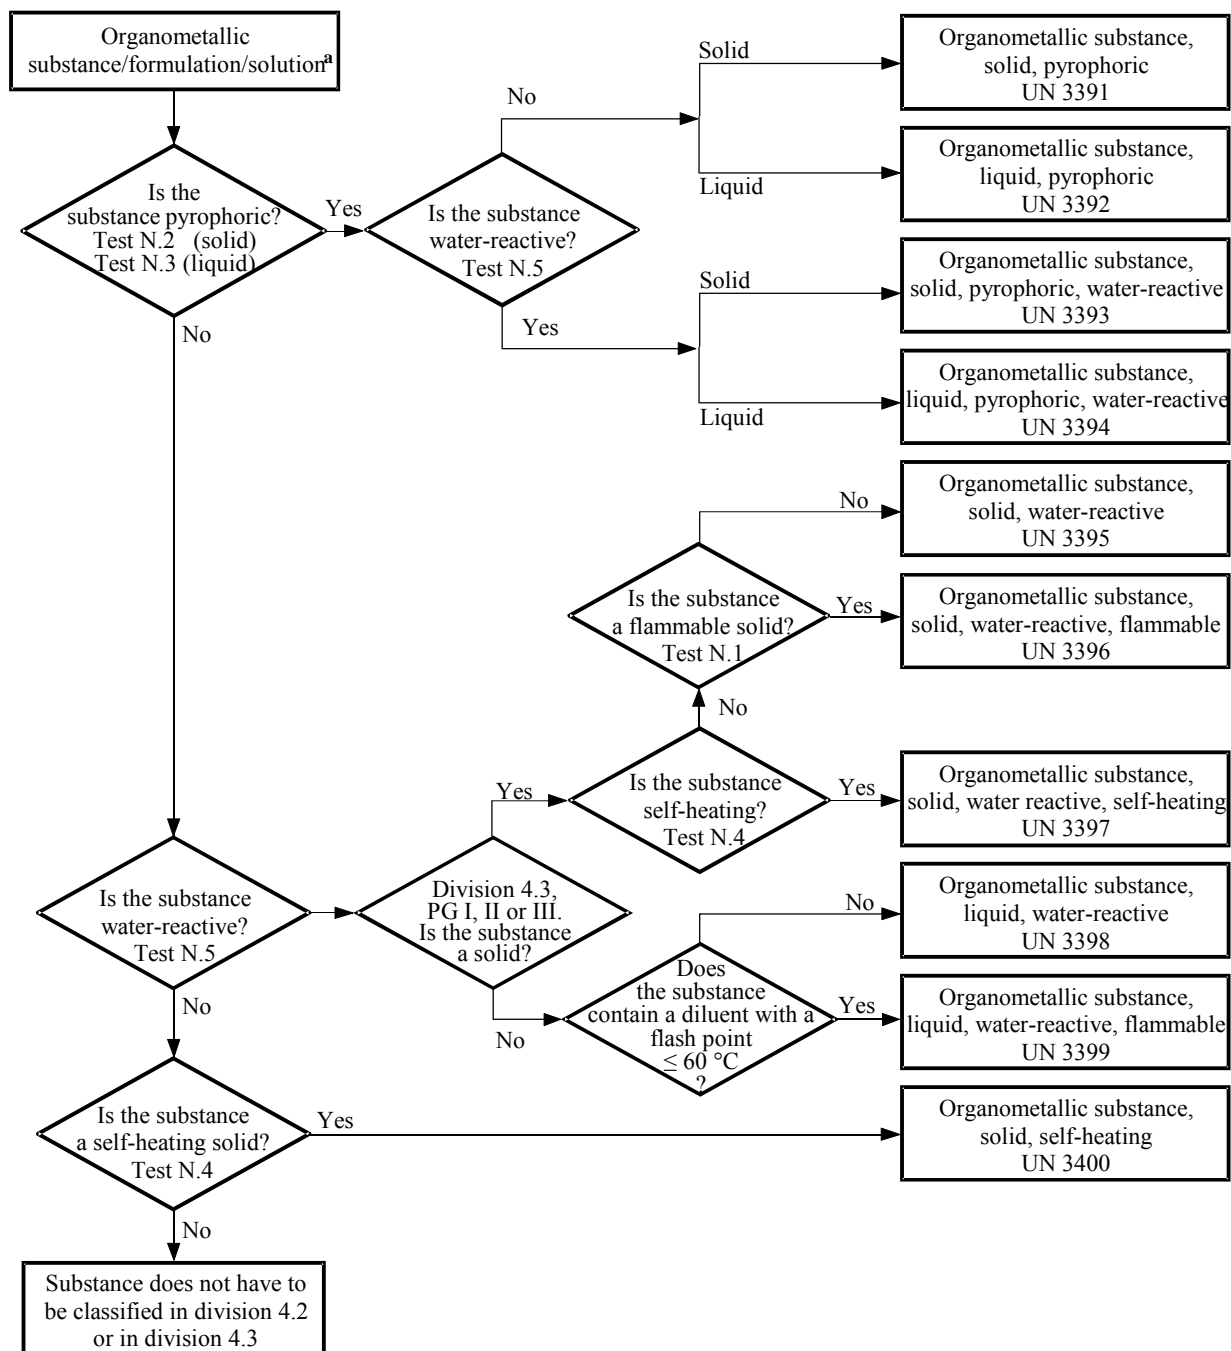 Organometallic
substance/formulation/solutionᵃ
Is the
substance pyrophoric?
Test N.2 (solid)
Test N.3 (liquid)
Yes
No
Is the substance
water-reactive?
Test N.5
No
Yes
Solid
Liquid
Solid
Liquid
Organometallic substance,
solid, pyrophoric
UN 3391
Organometallic substance,
liquid, pyrophoric
UN 3392
Organometallic substance,
solid, pyrophoric, water-reactive
UN 3393
Organometallic substance,
liquid, pyrophoric, water-reactive
UN 3394
No
Organometallic substance,
solid, water-reactive
UN 3395
Is the substance
a flammable solid?
Test N.1
Yes
Organometallic substance,
solid, water-reactive, flammable
UN 3396
No
Is the substance
self-heating?
Test N.4
Yes
Organometallic substance,
solid, water reactive, self-heating
UN 3397
Yes
Is the substance
water-reactive?
Test N.5
Division 4.3,
PG I, II or III.
Is the substance
a solid?
No
No
Organometallic substance,
liquid, water-reactive
UN 3398
Does
the substance
contain a diluent with a
flash point
≤ 60 °C
?
Yes
Organometallic substance,
liquid, water-reactive, flammable
UN 3399
No
Is the substance
a self-heating solid?
Test N.4
Yes
Organometallic substance,
solid, self-heating
UN 3400
No
Substance does not have to
be classified in division 4.2
or in division 4.3